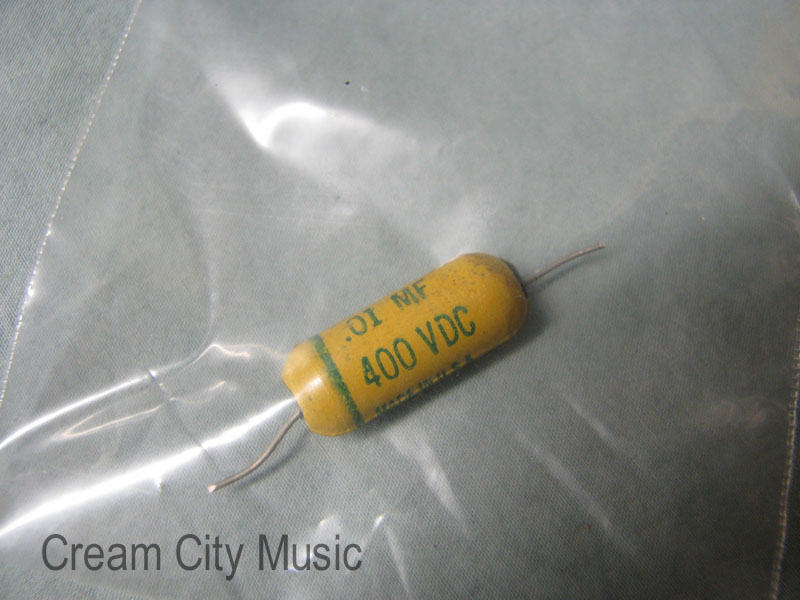 .01 MF
400 VDC
Cream City Music